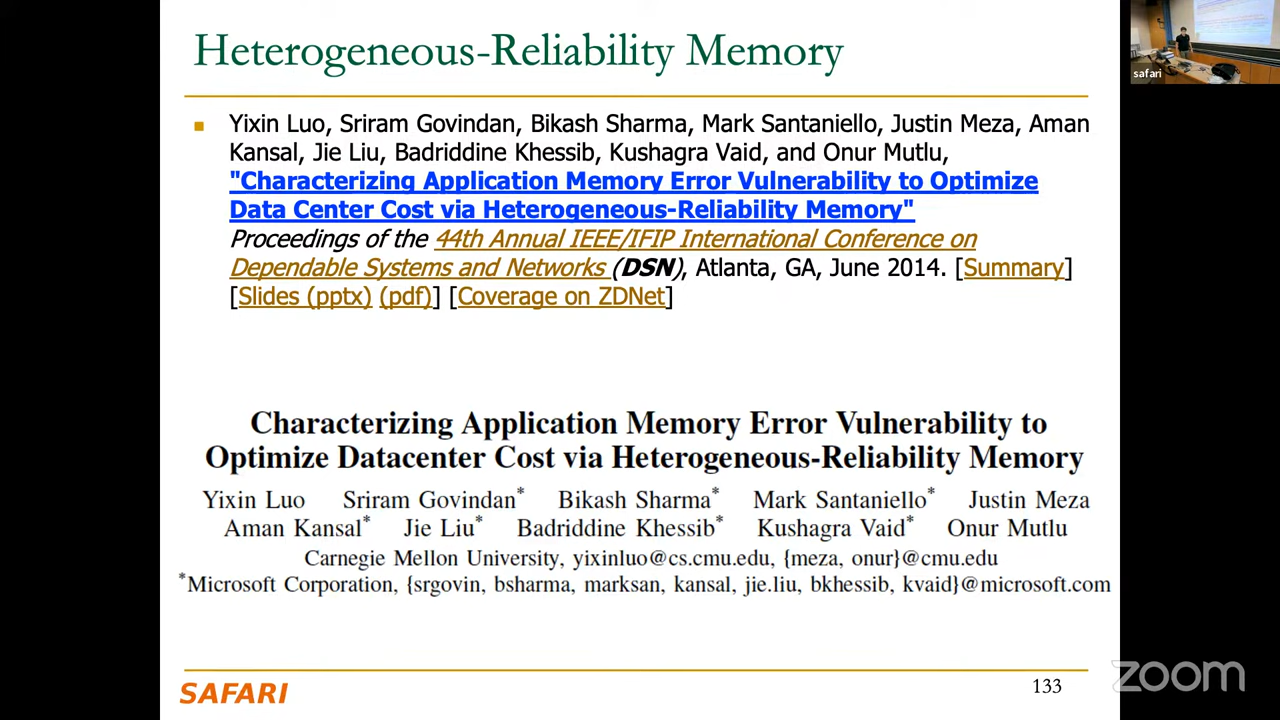 Heterogeneous-Reliability Memory
Yixin Luo, Sriram Govindan, Bikash Sharma, Mark Santaniello, Justin Meza, Aman
Kansal, Jie Liu, Badriddine Khessib, Kushagra Vaid, and Onur Mutlu,
"Characterizing Application Memory Error Vulnerability to Optimize
Data Center Cost via Heterogeneous-Reliability Memory"
Proceedings of the 44th Annual IEEE/IFIP International Conference on
Dependable Systems and Networks (DSN), Atlanta, GA, June 2014. [Summary]
[Slides (pptx) (pdf)] [Coverage on ZDNet]
Characterizing Application Memory Error Vulnerability to
Optimize Datacenter Cost via Heterogeneous-Reliability Memory
Yixin Luo Sriram Govindan* Bikash Sharma* Mark Santaniello* Justin Meza
Aman Kansal* Jie Liu* Badriddine Khessib* Kushagra Vaid* Onur Mutlu
Carnegie Mellon University, yixinluo@cs.cmu.edu, {meza, onur}@cmu.edu
*Microsoft Corporation, {srgovin, bsharma, marksan, kansal, jie.liu, bkhessib, kvaid}@microsoft.com
SAFARI
133
safari
zoom